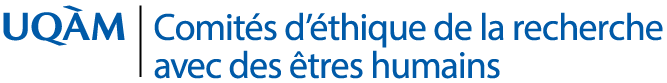 UQÀM
Comités d'éthique de la recherche
avec des êtres humains